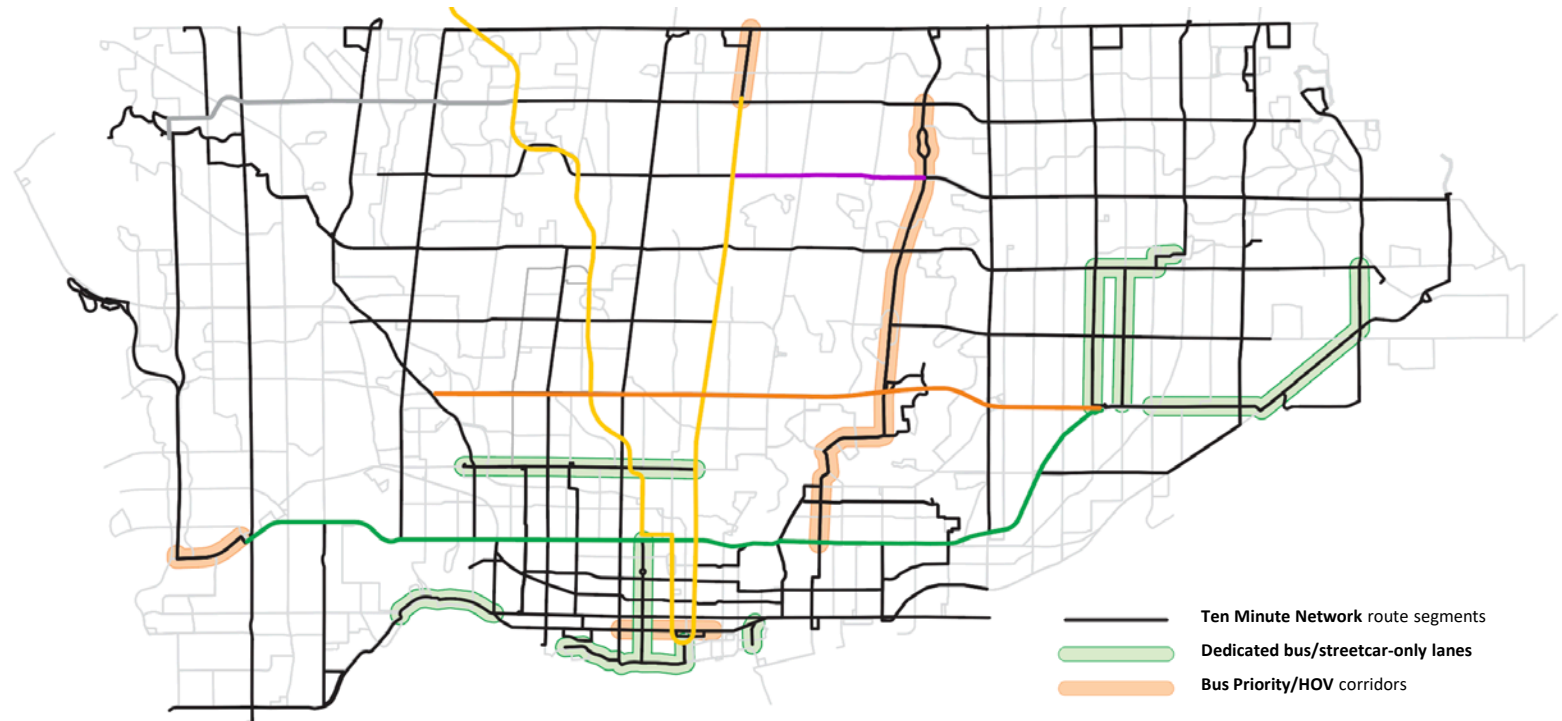 Ten Minute Network route segments
Dedicated bus/streetcar-only lanes
Bus Priority/HOV corridors